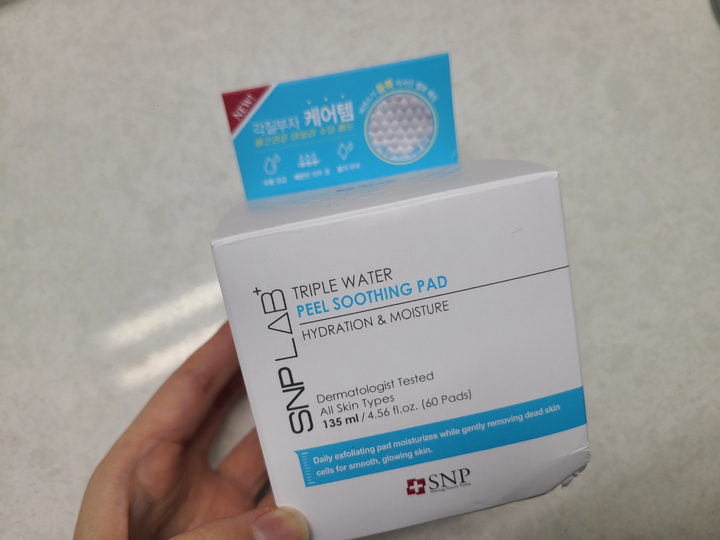 NEW!
각질부자 케어템
SNPLAB+
TRIPLE WATER
PEEL SOOTHING PAD
HYDRATION & MOISTURE
Dermatologist Tested
All Skin Types
135 ml / 4.56 fl.oz. (60 Pads)
Daily exfoliating pad moisturizes while gently removing dead skin
cells for smooth, glowing skin.
SNP